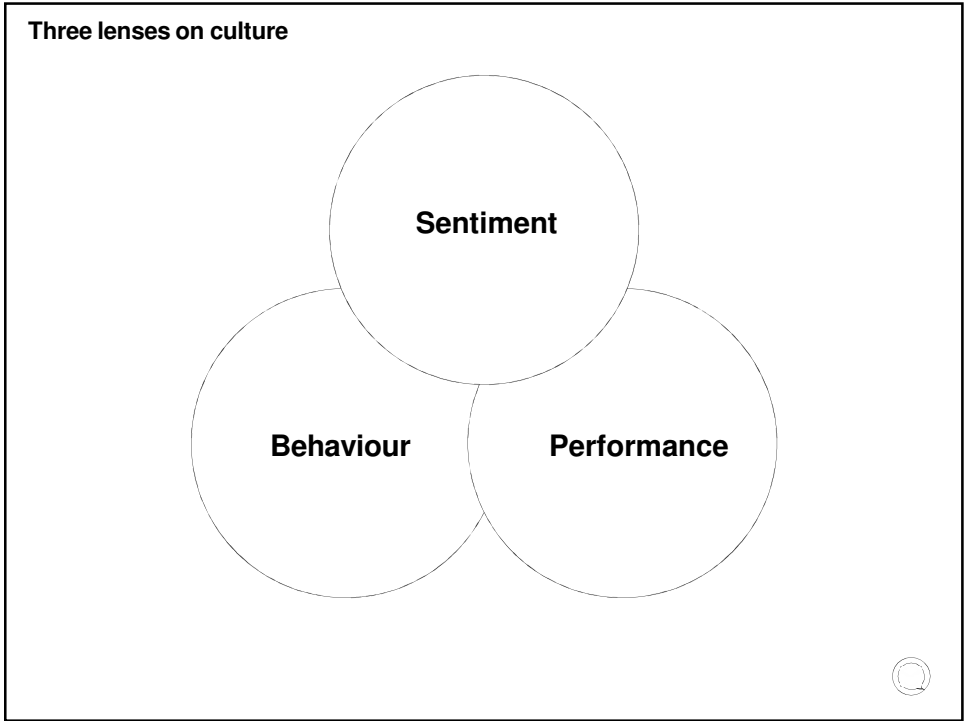 Three lenses on culture
Sentiment
Behaviour
Performance